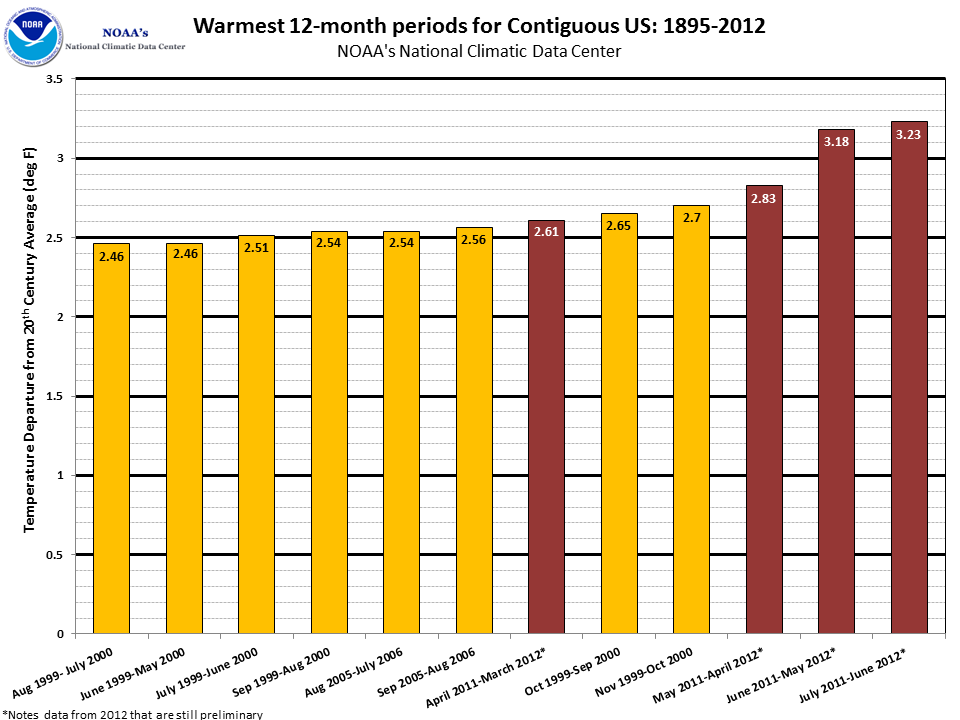 Warmest 12-month periods for Contiguous US: 1895-2012
NOAA's National Climatic Data Center
NOAA
NOAA's
National Climatic Data Center
Temperature Departure from 20th Century Average (deg F)
3.5
3
2.5
2
1.5
1
0.5
0
2.46
2.46
2.51
2.54
2.54
2.56
2.61
2.65
2.7
2.83
3.18
3.23
Aug 1999- July 2000
June 1999-May 2000
July 1999-June 2000
Sep 1999-Aug 2000
Aug 2005-July 2006
Sep 2005-Aug 2006
April 2011-March 2012*
Oct 1999-Sep 2000
Nov 1999-Oct 2000
May 2011-April 2012*
June 2011-May 2012*
July 2011-June 2012*
*Notes data from 2012 that are still preliminary